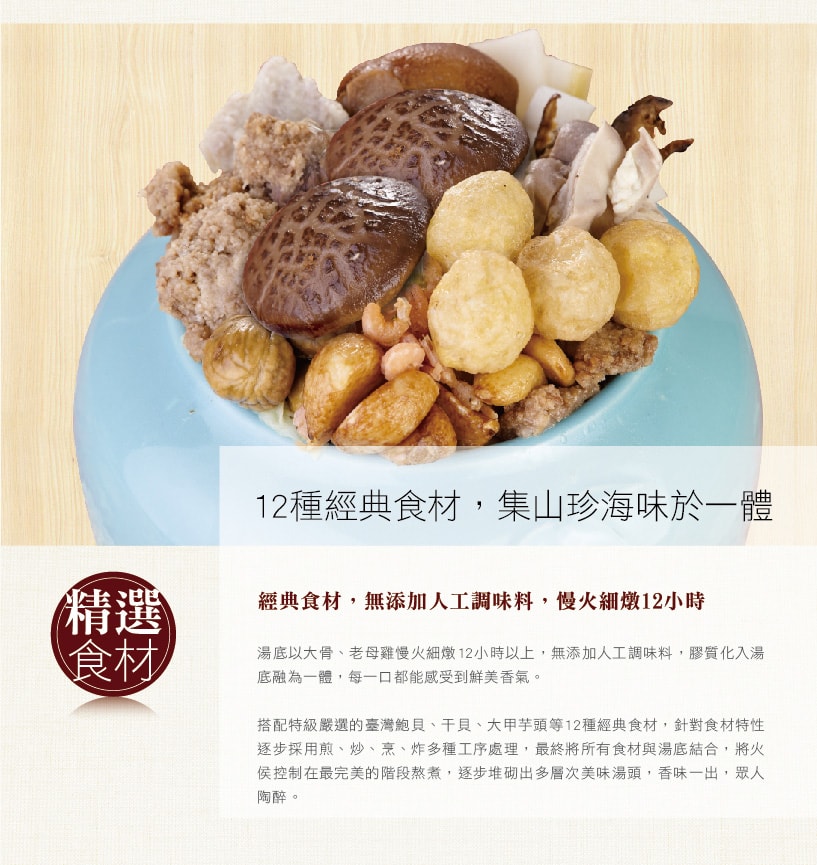 12種經典食材，集山珍海味於一體
精選
食材
經典食材，無添加人工調味料，慢火細燉12小時
湯底以大骨、老母雞慢火細燉12小時以上，無添加人工調味料，膠質化入湯
底融為一體，每一口都能感受到鮮美香氣。
搭配特級嚴選的臺灣鮑貝、干貝、大甲芋頭等12種經典食材，針對食材特性
逐步採用煎、炒、烹、炸多種工序處理，最終將所有食材與湯底結合，將火
侯控制在最完美的階段熬煮，逐步堆砌出多層次美味湯頭，香味一出，眾人
陶醉。